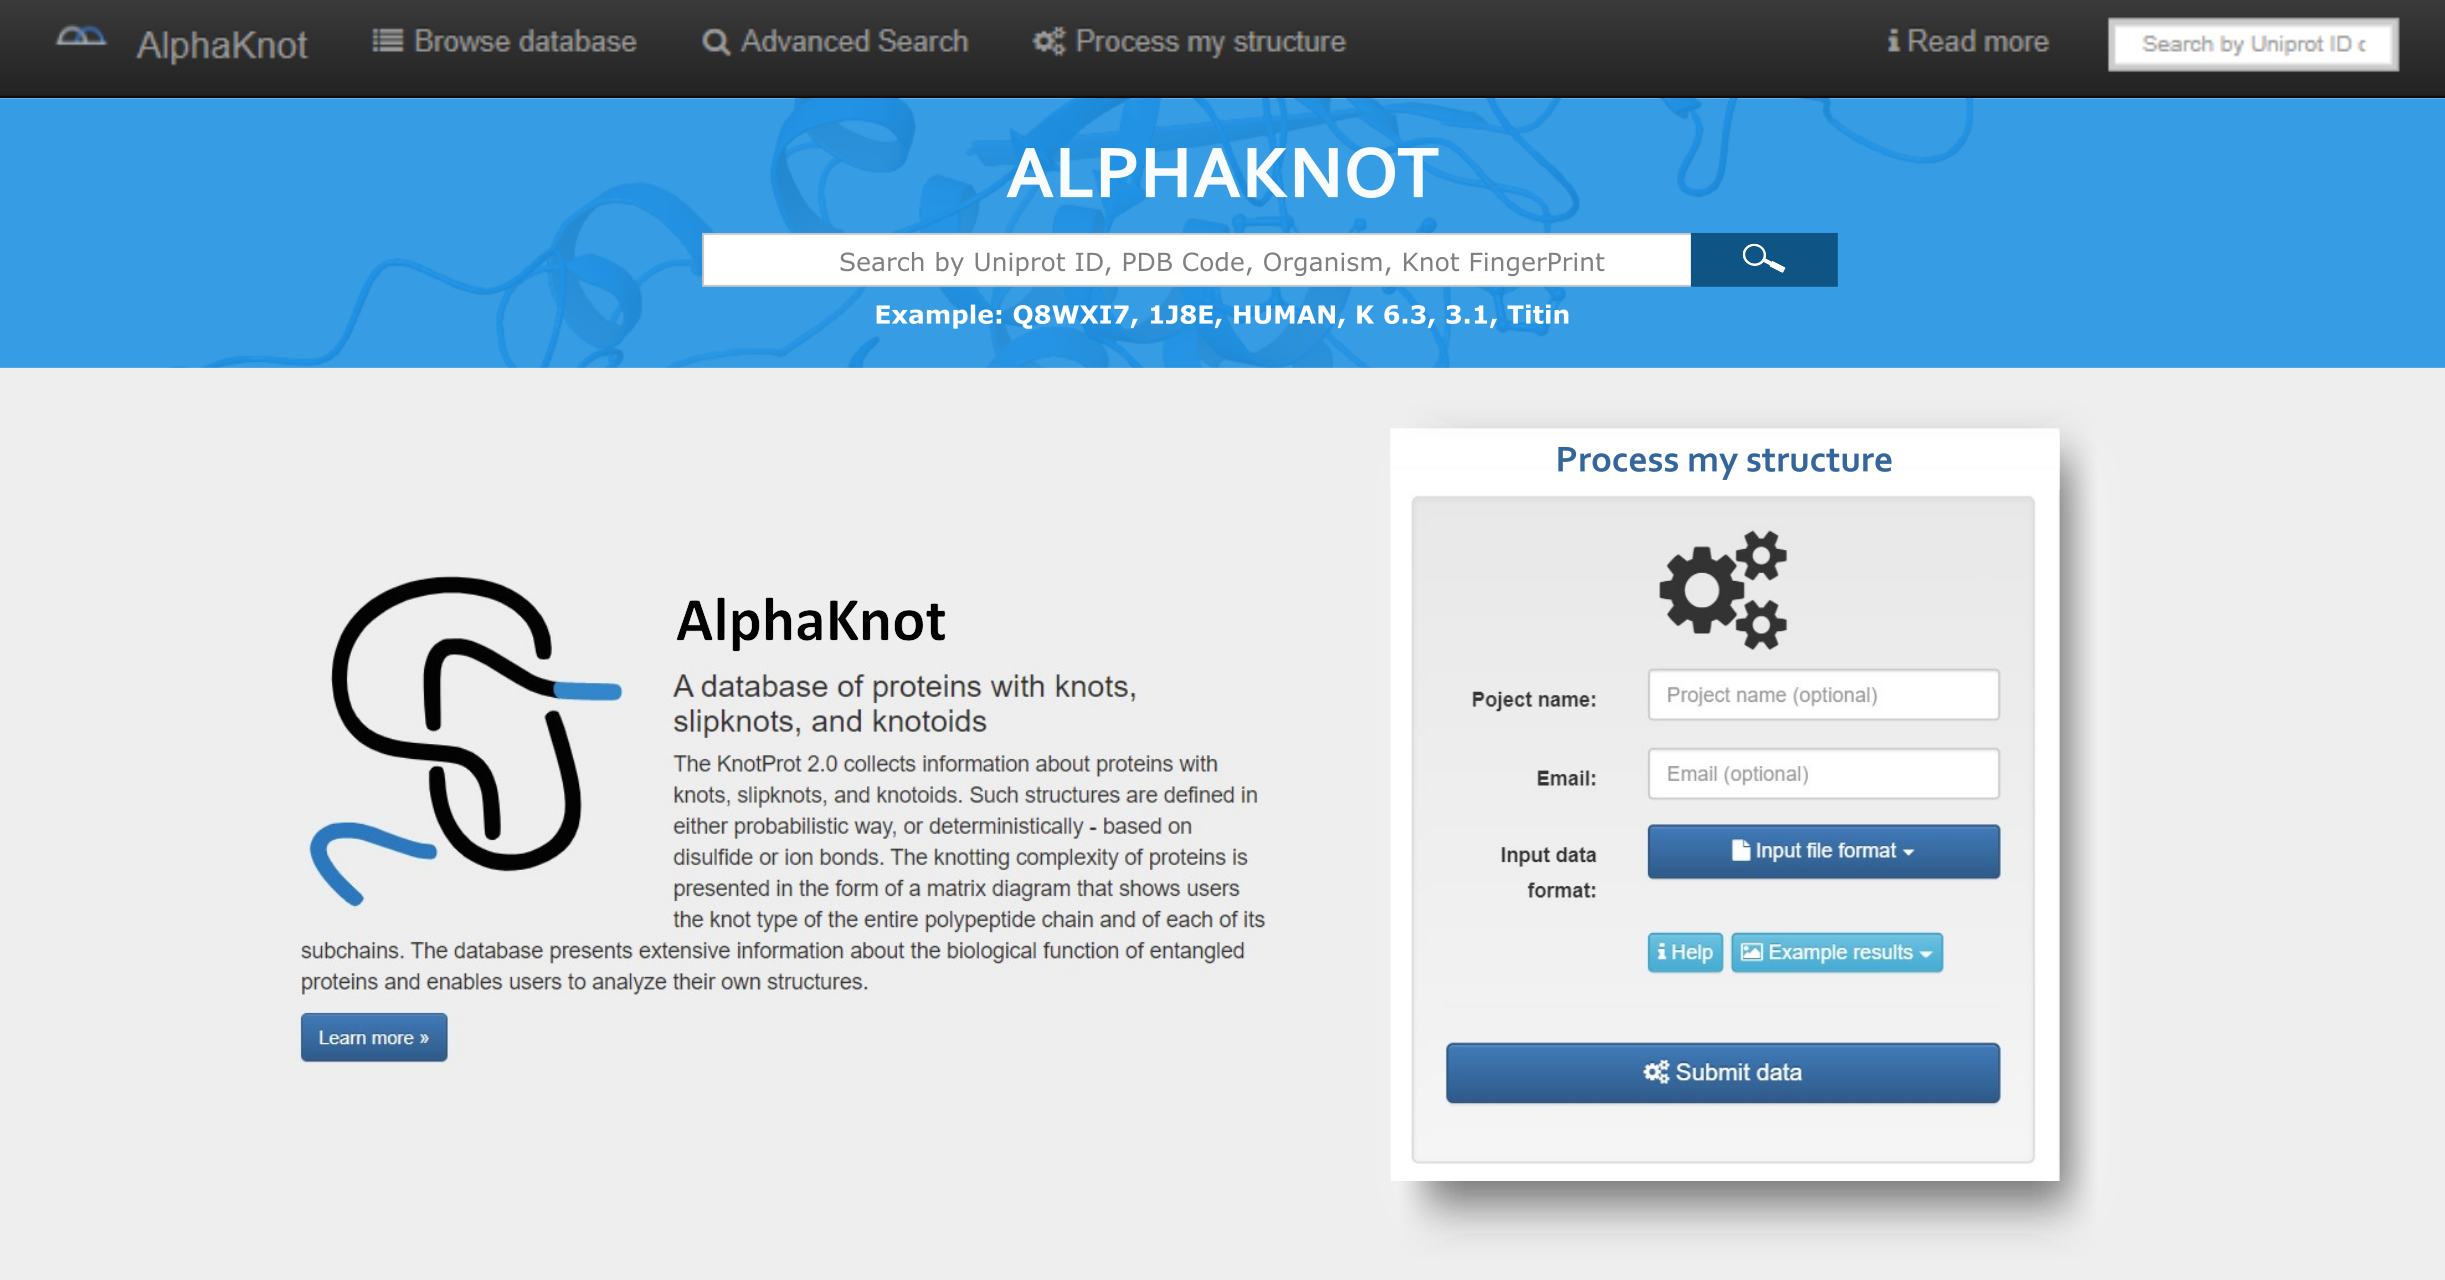 AlphaKnot Browse database Advanced Search Process my structure Read more Search by Uniprot ID
ALPHAKNOT
Search by Uniprot ID, PDB Code, Organism, Knot FingerPrint
Example: Q8WXI7, 1J8E, HUMAN, K 6.3, 3.1, Titin
AlphaKnot
A database of proteins with knots,
slipknots, and knotoids
The KnotProt 2.0 collects information about proteins with
knots, slipknots, and knotoids. Such structures are defined in
either probabilistic way, or deterministically - based on
disulfide or ion bonds. The knotting complexity of proteins is
presented in the form of a matrix diagram that shows users
the knot type of the entire polypeptide chain and of each of its
subchains. The database presents extensive information about the biological function of entangled
proteins and enables users to analyze their own structures.
Learn more »
Process my structure
Poject name: Project name (optional)
Email: Email (optional)
Input data
format:
Input file format
Help Example results
Submit data